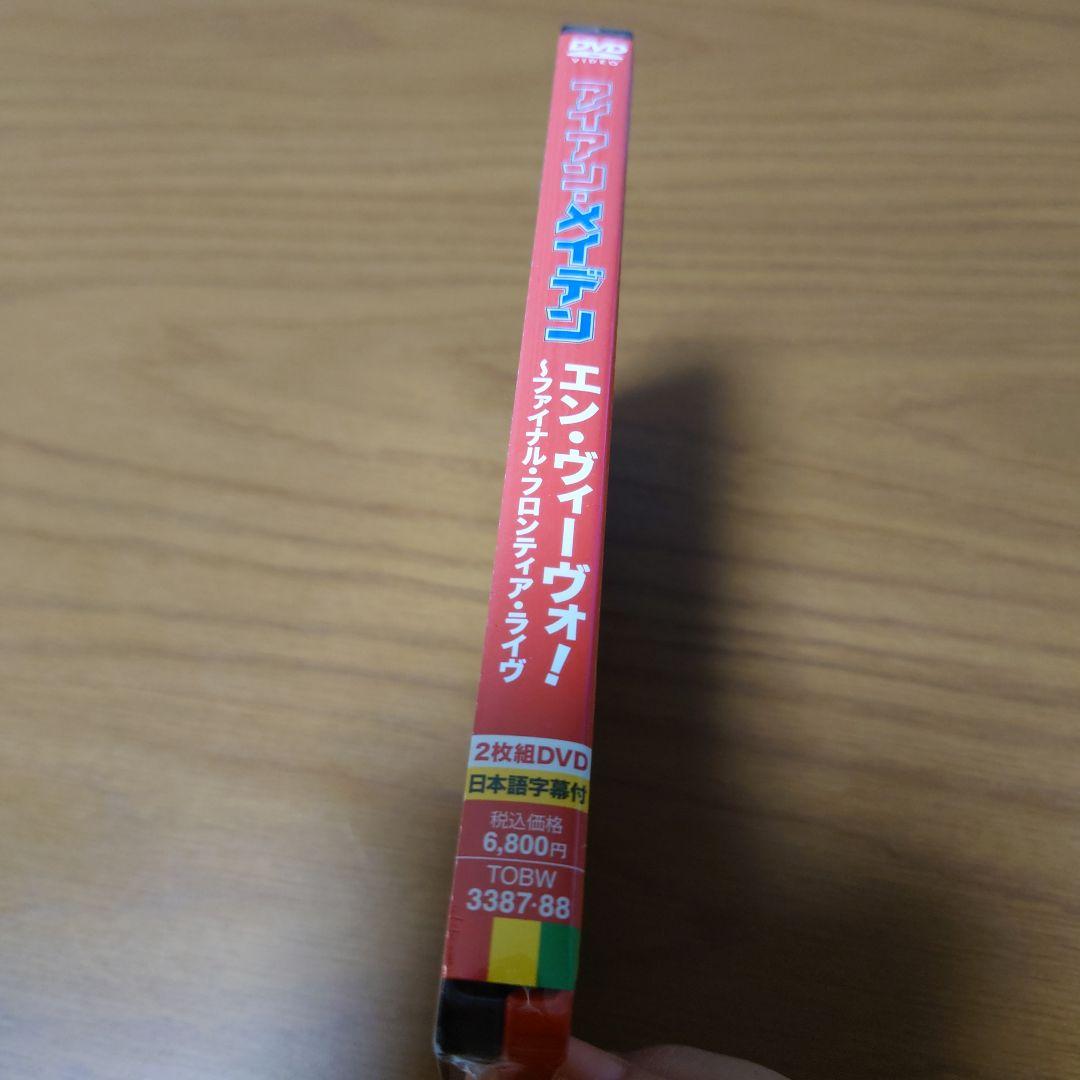 DVD
VIDEO
アイアン・メイデン
エン・ヴィーヴォ!
~ファイナル・フロンティア・ライヴ
2枚組DVD
日本語字幕付
税込価格
6,800円
TOBW
3387・88